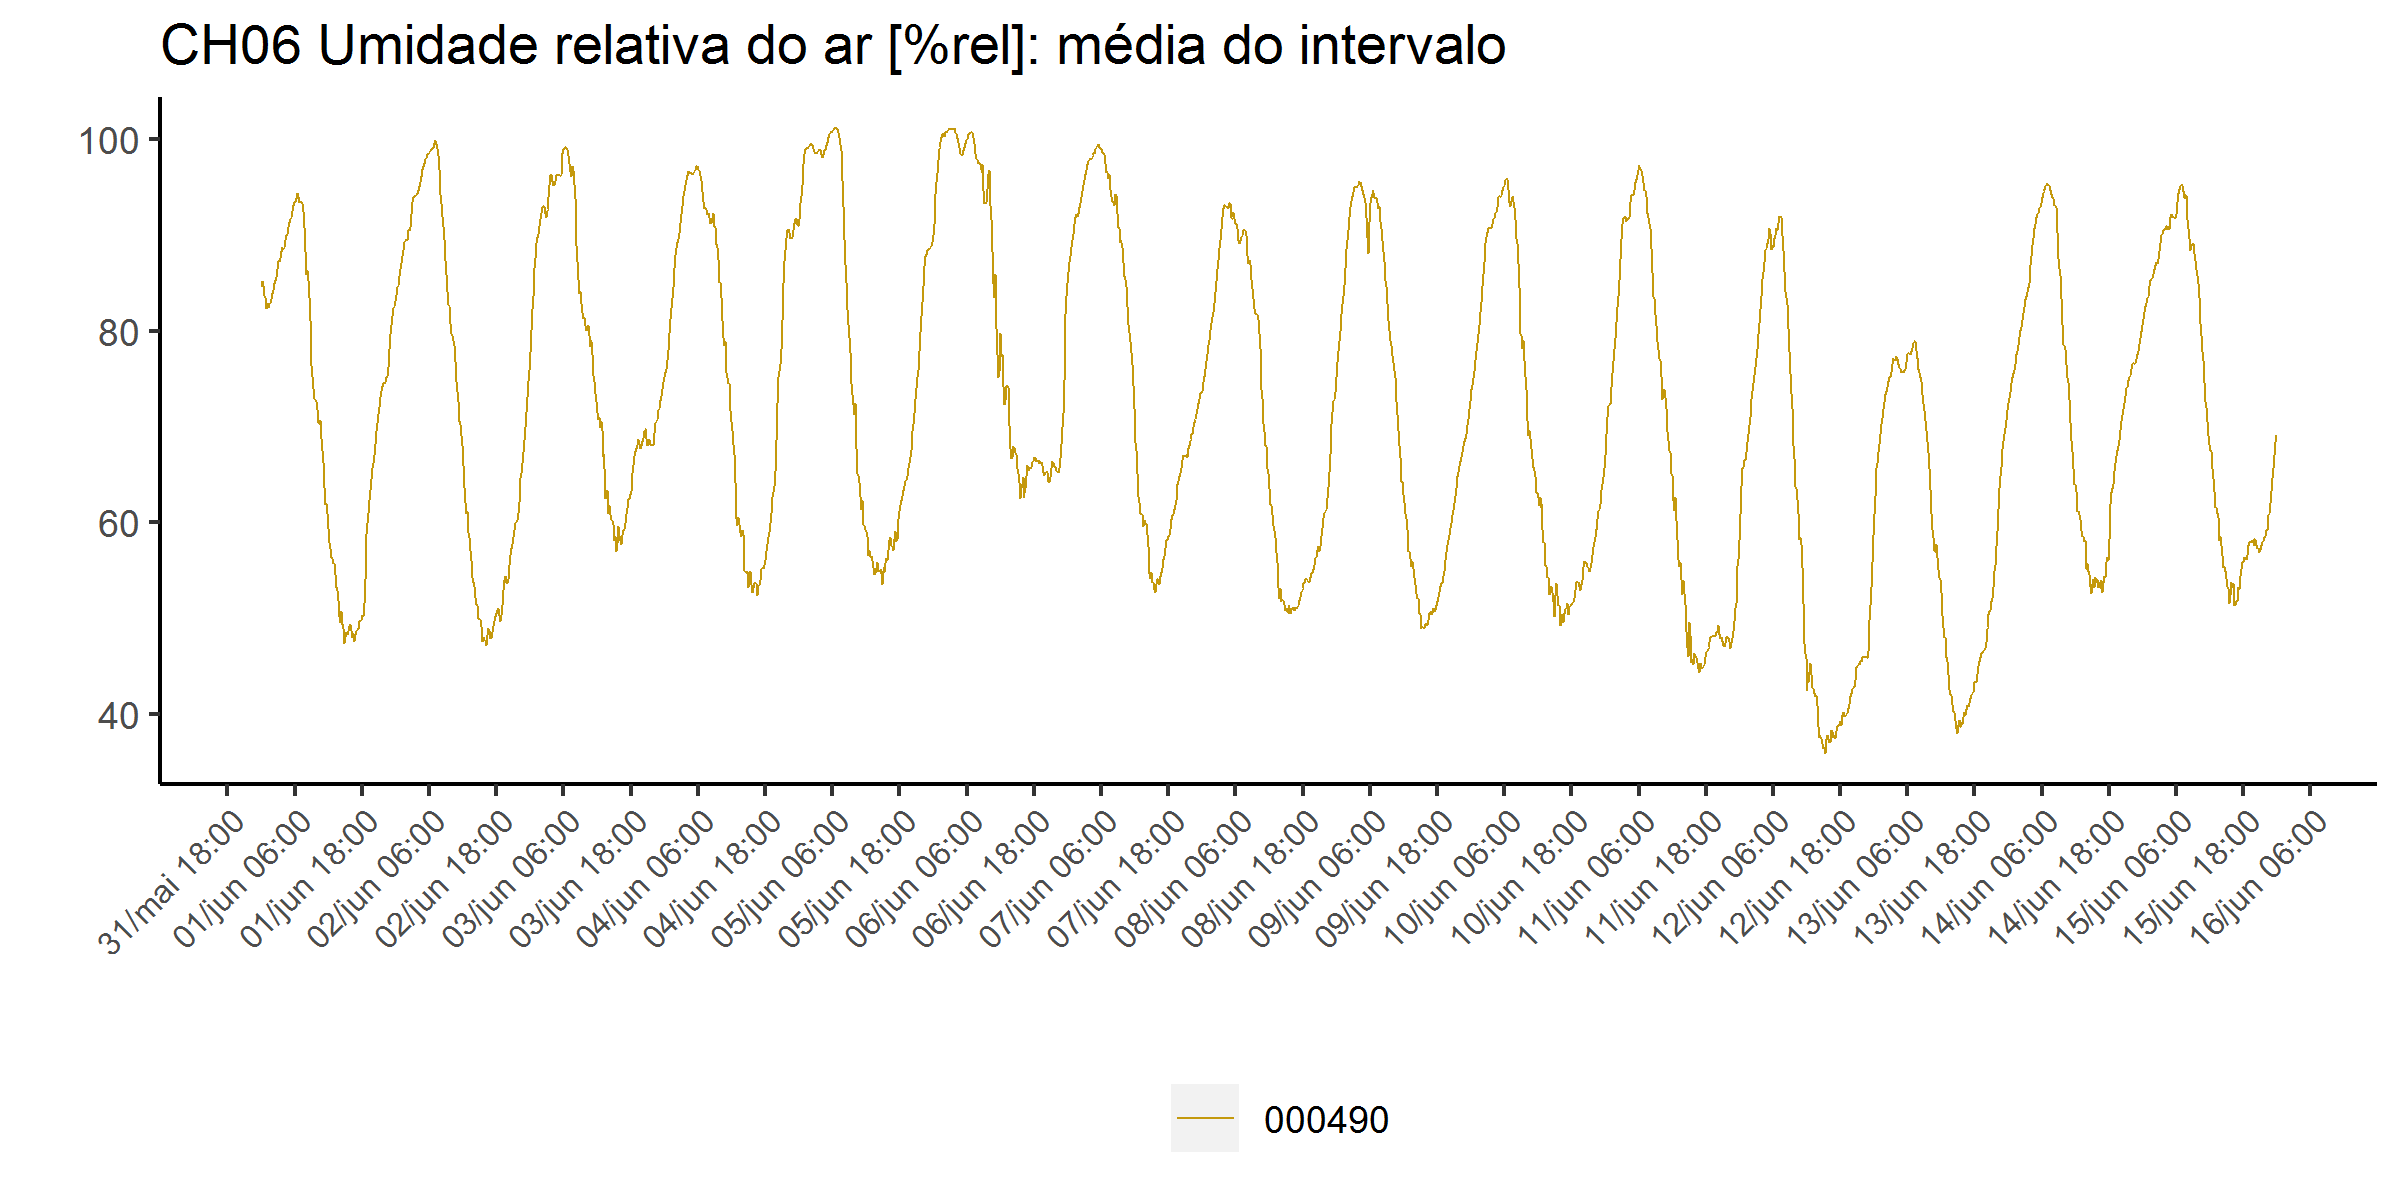 CH06 Umidade relativa do ar [%rel]: média do intervalo
100
80
60
40
31/mai 18:00
01/jun 06:00
01/jun 18:00
02/jun 06:00
02/jun 18:00
03/jun 06:00
03/jun 18:00
04/jun 06:00
04/jun 18:00
05/jun 06:00
05/jun 18:00
06/jun 06:00
06/jun 18:00
07/jun 06:00
07/jun 18:00
08/jun 06:00
08/jun 18:00
09/jun 06:00
09/jun 18:00
10/jun 06:00
10/jun 18:00
11/jun 06:00
11/jun 18:00
12/jun 06:00
12/jun 18:00
13/jun 06:00
13/jun 18:00
14/jun 06:00
14/jun 18:00
15/jun 06:00
15/jun 18:00
16/jun 06:00
000490